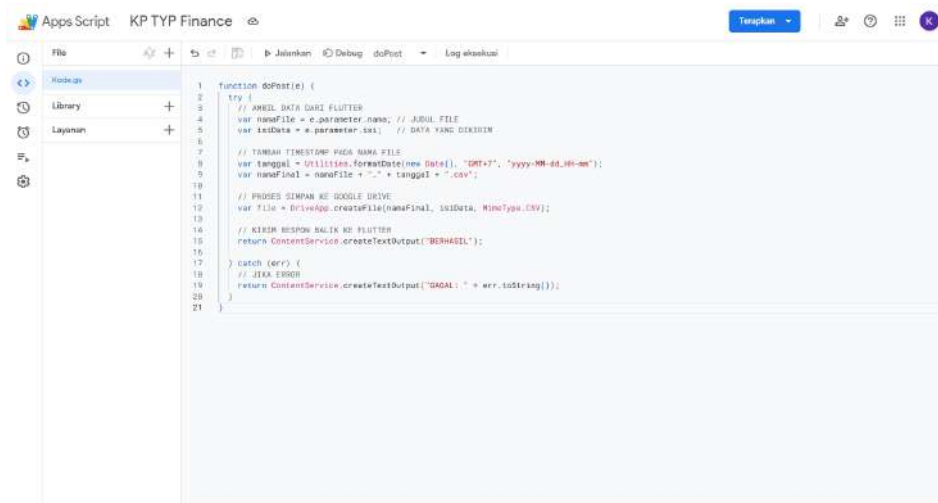 Apps Script KP TYP Finance Terapkan K
File
Jalankan Debug doPost Log eksekusi
Kode.gs
Library
Layanan
1 function doPost(e) {
2 try {
3 // AMBIL DATA DARI FLUTTER
4 var namaFile = e.parameter.nama; // JUDUL FILE
5 var isiData = e.parameter.isi; // DATA YANG DIKIRIM
6
7 // TAMBAH TIMESTAMP PADA NAMA FILE
8 var tanggal = Utilities.formatDate(new Date(), "GMT+7", "yyyy-MM-dd_HH-mm");
9 var namaFinal = namaFile + "_" + tanggal + ".csv";
10
11 // PROSES SIMPAN KE GOOGLE DRIVE
12 var file = DriveApp.createFile(namaFinal, isiData, MimeType.CSV);
13
14 // KIRIM RESPON BALIK KE FLUTTER
15 return ContentService.createTextOutput("BERHASIL");
16
17 } catch (err) {
18 // JIKA ERROR
19 return ContentService.createTextOutput("GAGAL: " + err.toString());
20 }
21 }